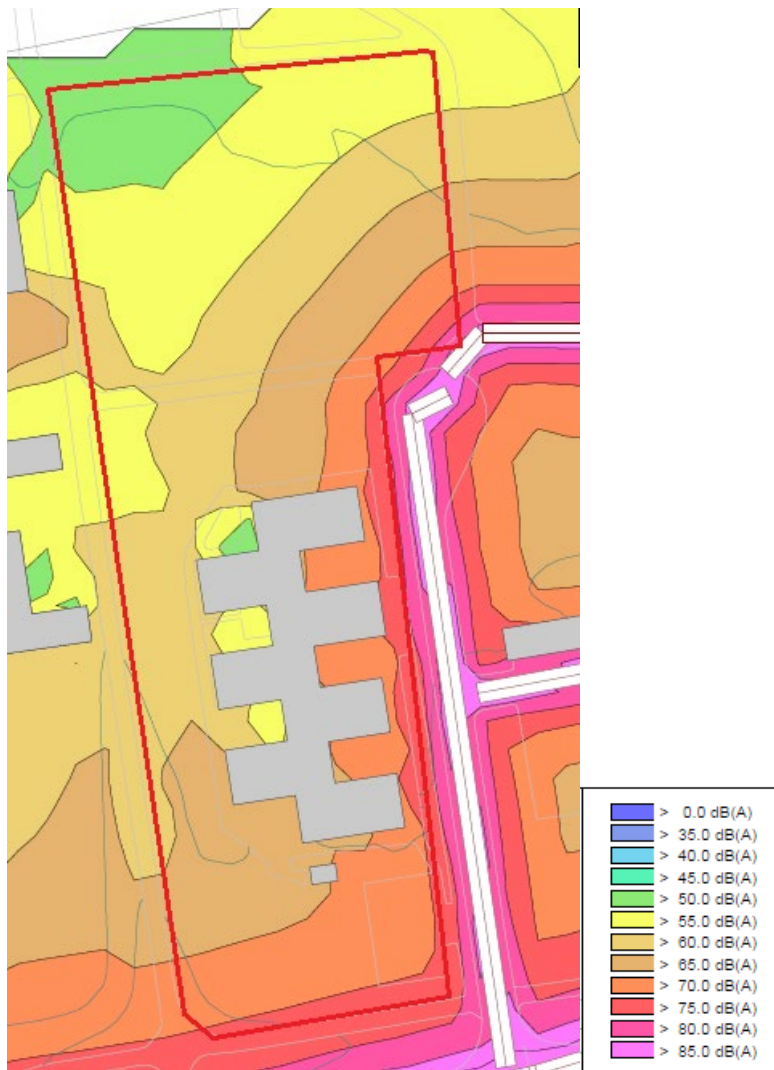 > 0.0 dB(A)
> 35.0 dB(A)
> 40.0 dB(A)
> 45.0 dB(A)
> 50.0 dB(A)
> 55.0 dB(A)
> 60.0 dB(A)
> 65.0 dB(A)
> 70.0 dB(A)
> 75.0 dB(A)
> 80.0 dB(A)
> 85.0 dB(A)